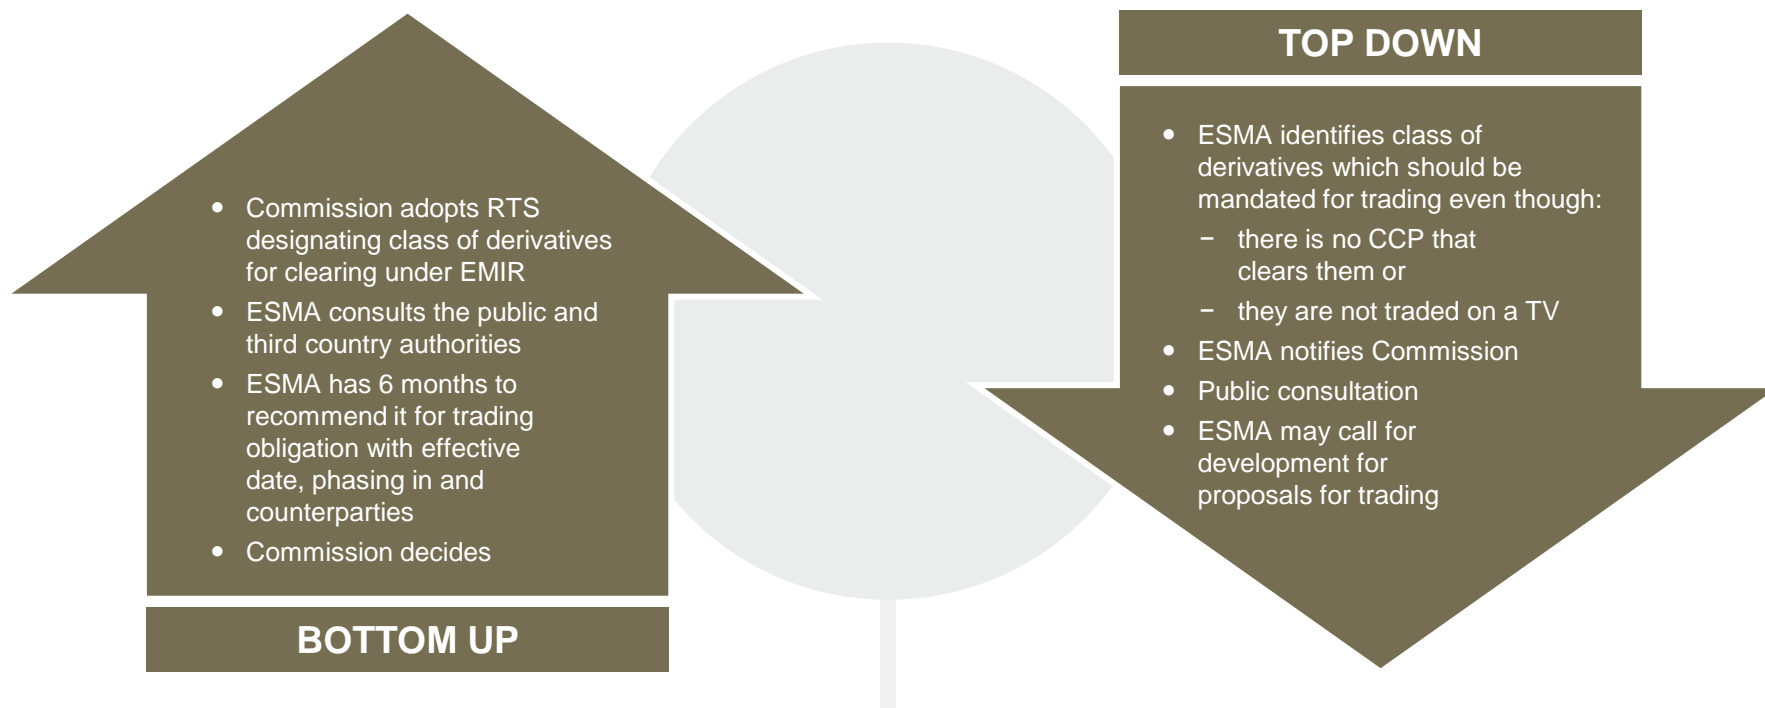 • Commission adopts RTS
designating class of derivatives
for clearing under EMIR
• ESMA consults the public and
third country authorities
• ESMA has 6 months to
recommend it for trading
obligation with effective
date, phasing in and
counterparties
• Commission decides
BOTTOM UP
TOP DOWN
• ESMA identifies class of
derivatives which should be
mandated for trading even though:
− there is no CCP that
clears them or
− they are not traded on a TV
• ESMA notifies Commission
• Public consultation
• ESMA may call for
development for
proposals for trading